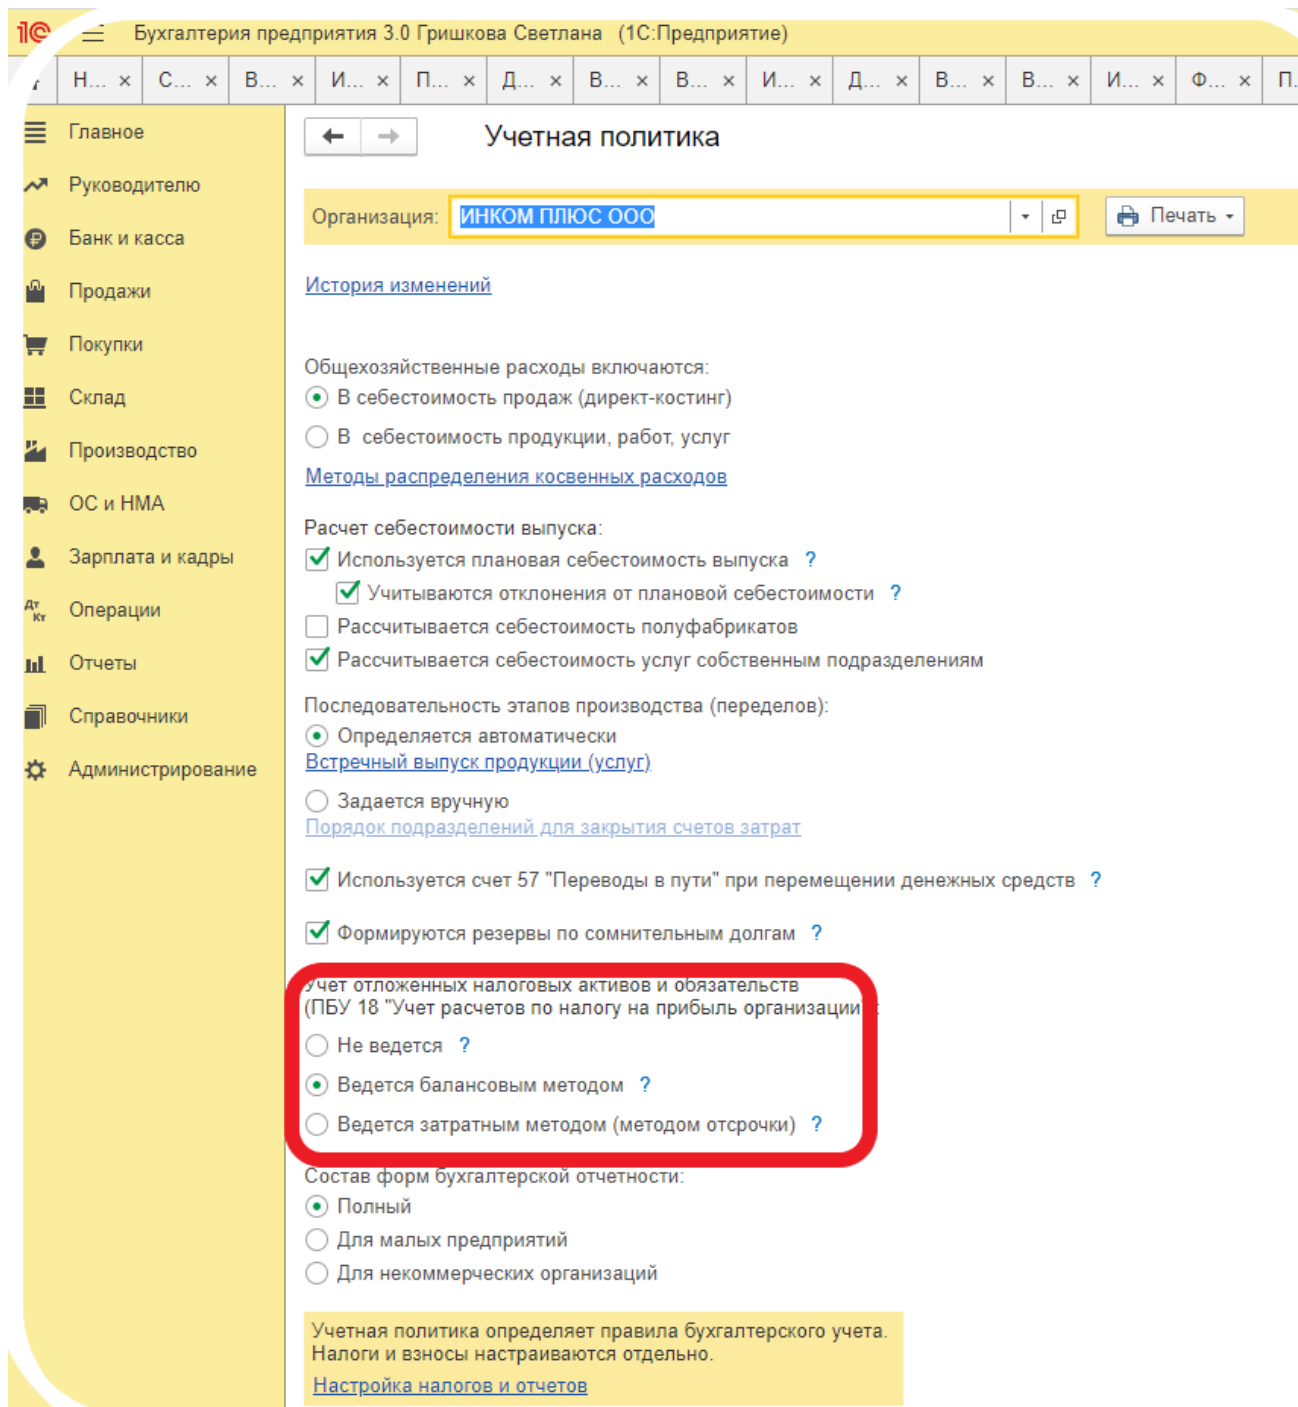 1С Бухгалтерия предприятия 3.0 Гришкова Светлана (1С:Предприятие)
Н... × С... × В... × И... × П... × Д... × В... × В... × И... × Д... × В... × В... × И... × Ф... × П.
Главное
Руководителю
Банк и касса
Продажи
Покупки
Склад
Производство
ОС и НМА
Зарплата и кадры
Дт Кт Операции
Отчеты
Справочники
Администрирование
Учетная политика
Организация: ИНКОМ ПЛЮС ООО Печать
История изменений
Общехозяйственные расходы включаются:
В себестоимость продаж (директ-костинг)
В себестоимость продукции, работ, услуг
Методы распределения косвенных расходов
Расчет себестоимости выпуска:
Используется плановая себестоимость выпуска ?
Учитываются отклонения от плановой себестоимости ?
Рассчитывается себестоимость полуфабрикатов
Рассчитывается себестоимость услуг собственным подразделениям
Последовательность этапов производства (переделов):
Определяется автоматически
Встречный выпуск продукции (услуг)
Задается вручную
Порядок подразделений для закрытия счетов затрат
Используется счет 57 "Переводы в пути" при перемещении денежных средств ?
Формируются резервы по сомнительным долгам ?
Учет отложенных налоговых активов и обязательств
(ПБУ 18 "Учет расчетов по налогу на прибыль организации"):
Не ведется ?
Ведется балансовым методом ?
Ведется затратным методом (методом отсрочки) ?
Состав форм бухгалтерской отчетности:
Полный
Для малых предприятий
Для некоммерческих организаций
Учетная политика определяет правила бухгалтерского учета.
Налоги и взносы настраиваются отдельно.
Настройка налогов и отчетов